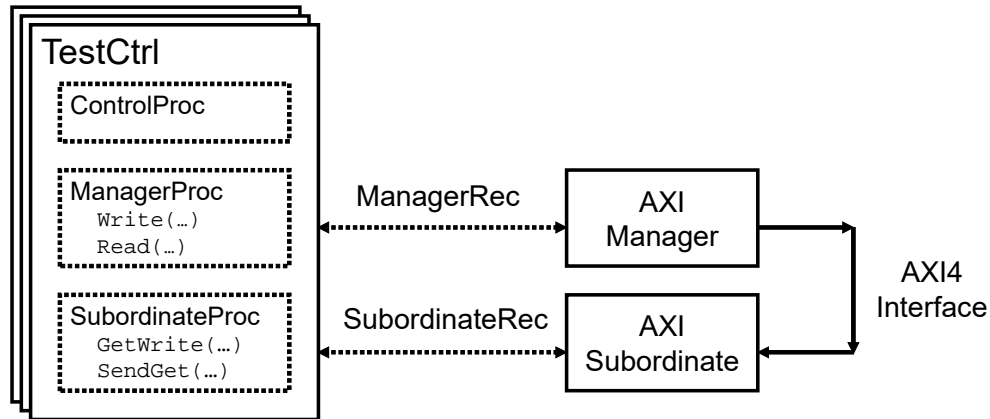 TestCtrl
ControlProc
ManagerProc
Write(…)
Read(…)
SubordinateProc
GetWrite(…)
SendGet(…)
ManagerRec
SubordinateRec
AXI
Manager
AXI
Subordinate
AXI4
Interface